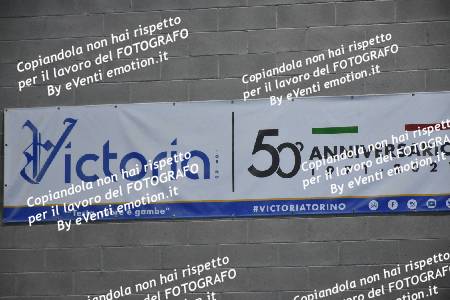 Copiandola non hai rispetto
per il lavoro del FOTOGRAFO
By eVenti emotion.it
Copiandola non hai rispetto
per il lavoro del FOTOGRAFO
By eVenti emotion.it
Victoria
50° ANNIVERSARIO
Copiandola non hai rispetto
per il lavoro del FOTOGRAFO
By eVenti emotion.it
Copiandola non hai rispetto
per il lavoro del FOTOGRAFO
By eVenti emotion.it
e gambe"
#VICTORIATORINO
Copiandola non hai rispetto
per il lavoro del FOTOGRAFO
Copiandola non hai rispetto
per il lavoro del FOTOGRAFO